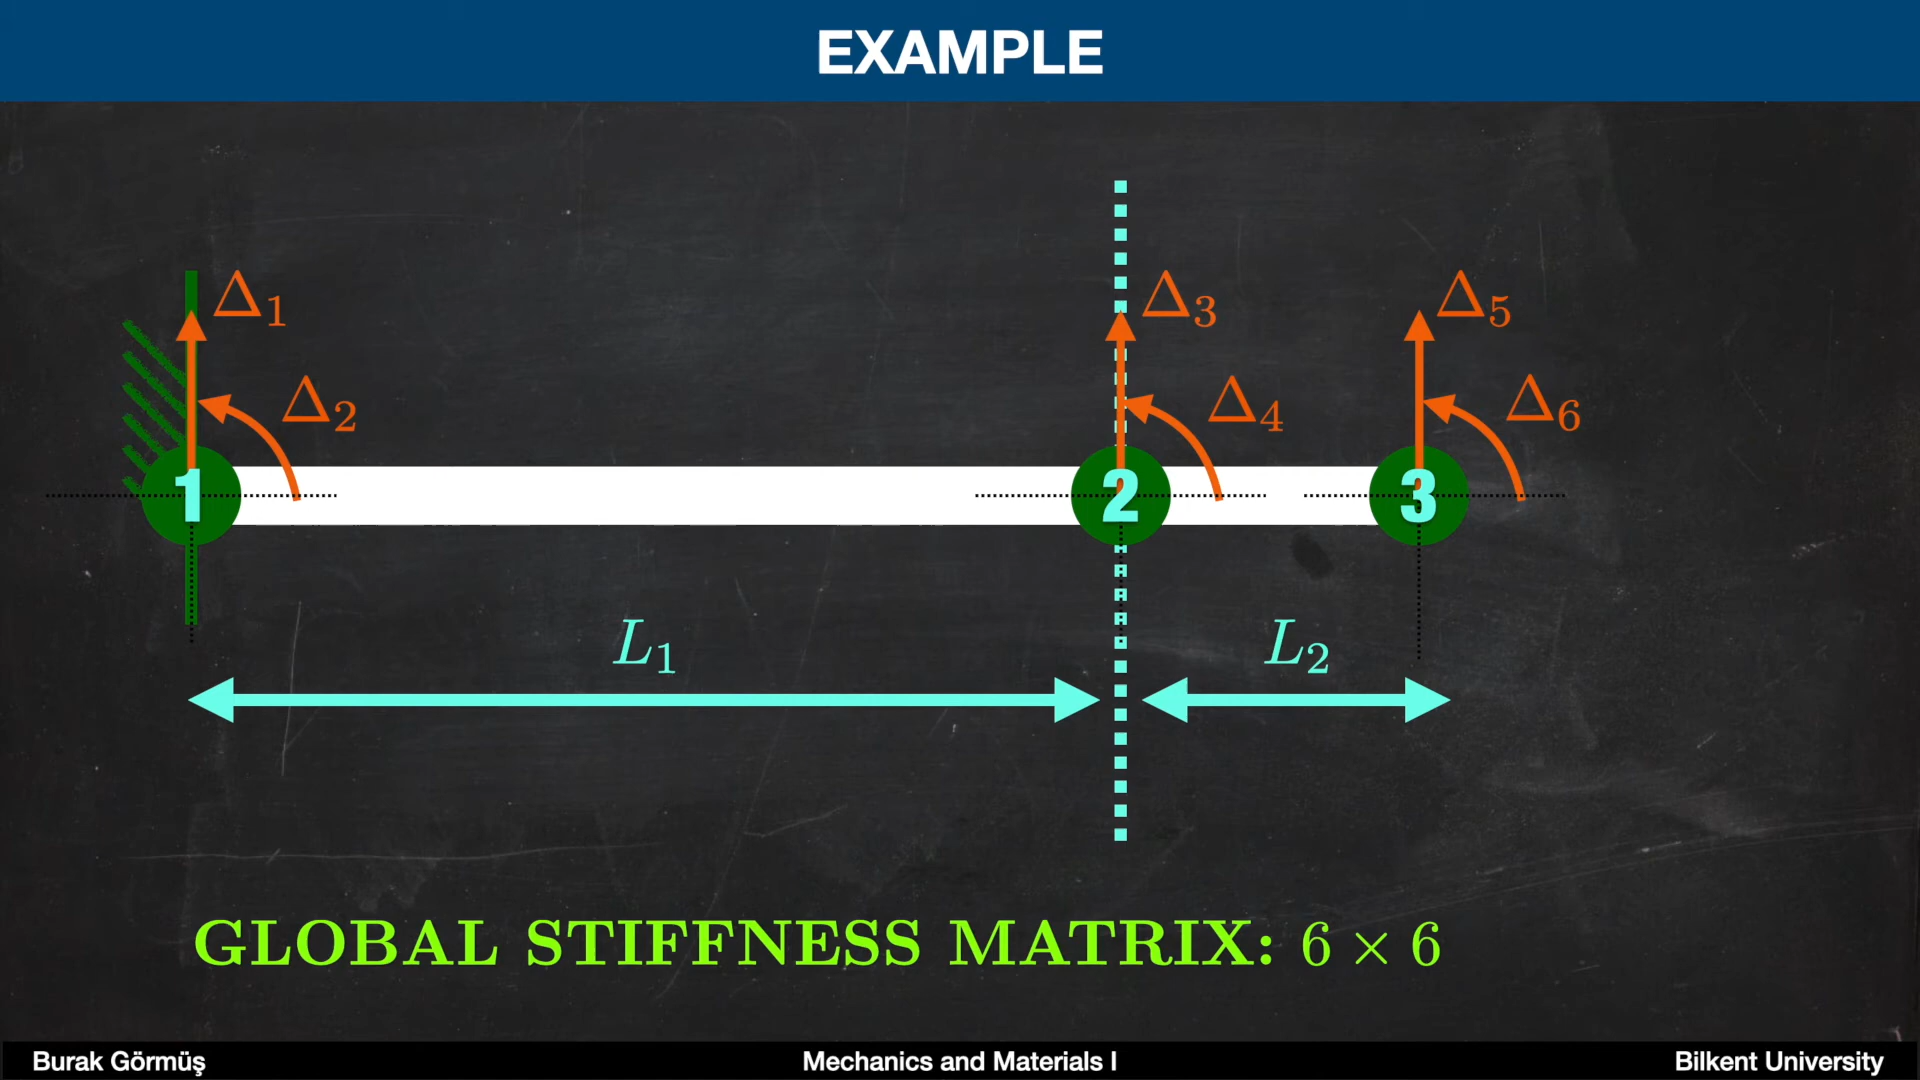 EXAMPLE
Δ₁
Δ₂
Δ₃
Δ₄
Δ₅
Δ₆
1
2
3
L₁
L₂
GLOBAL STIFFNESS MATRIX: 6 × 6
Burak Görmüş
Mechanics and Materials I
Bilkent University